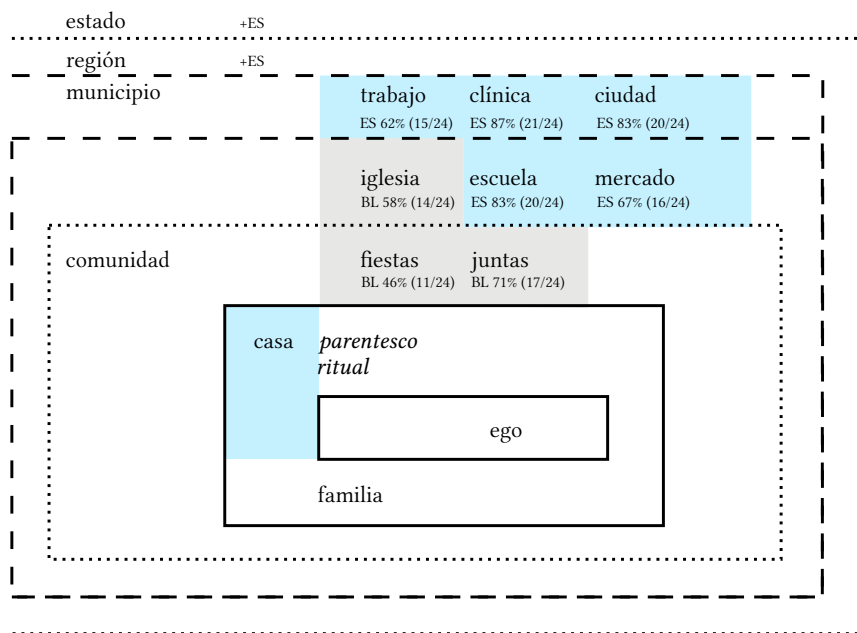 estado +ES
región +ES
municipio trabajo clínica ciudad
ES 62% (15/24) ES 87% (21/24) ES 83% (20/24)
iglesia escuela mercado
BL 58% (14/24) ES 83% (20/24) ES 67% (16/24)
comunidad fiestas juntas
BL 46% (11/24) BL 71% (17/24)
casa parentesco
ritual
ego
familia